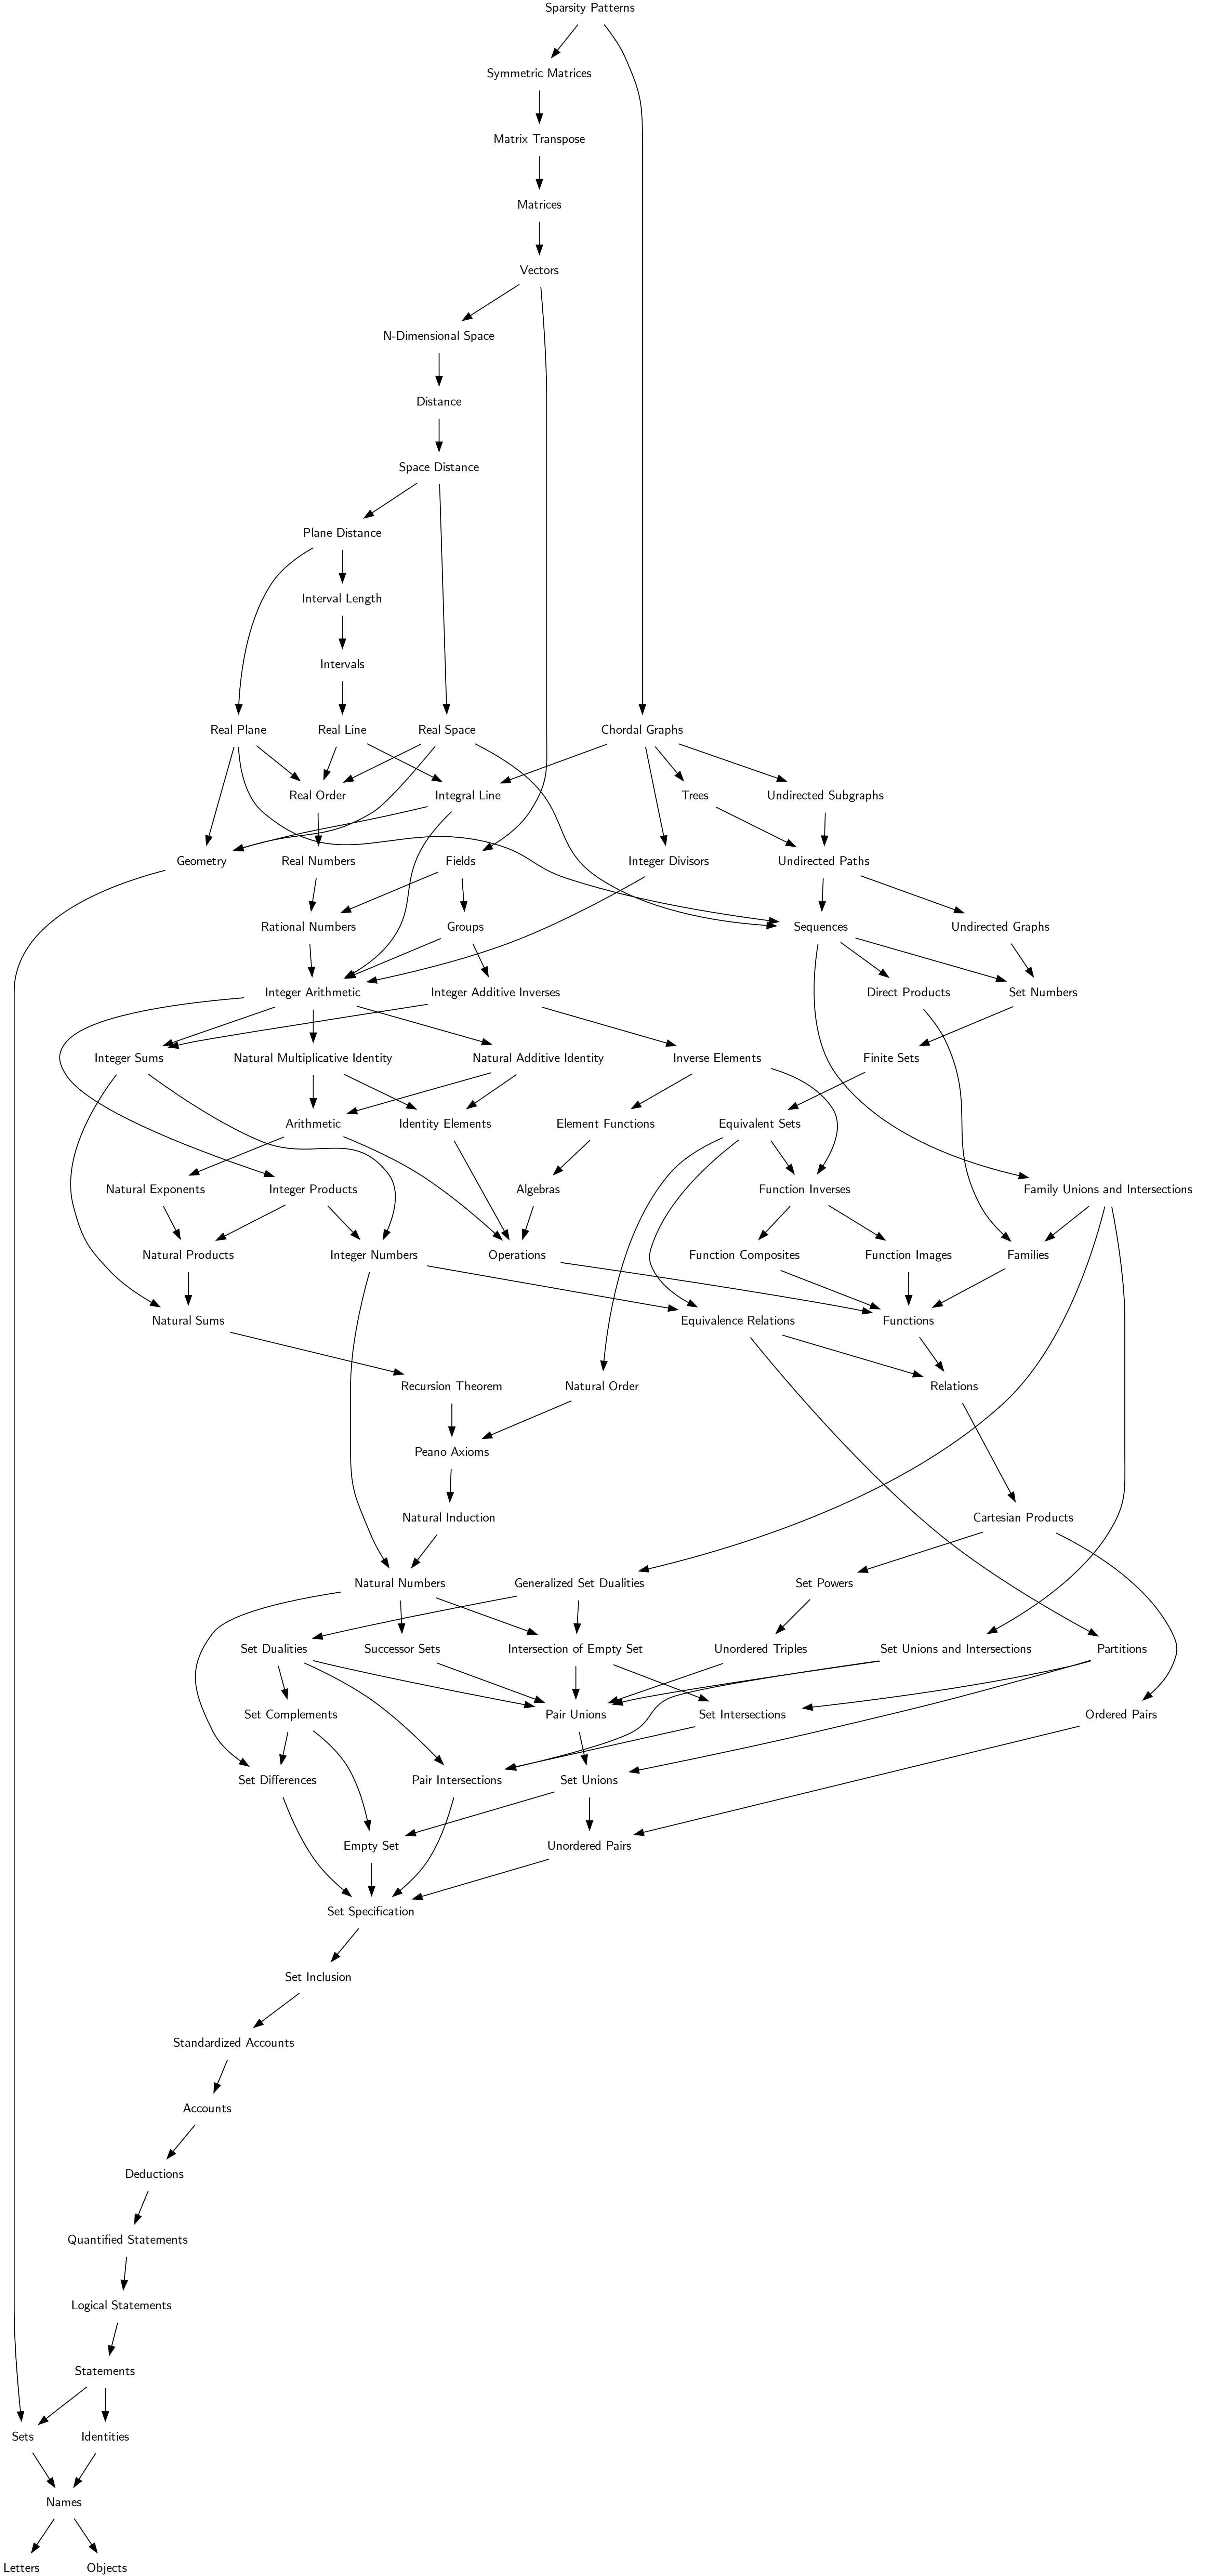 Sparsity Patterns
Symmetric Matrices
Matrix Transpose
Matrices
Vectors
N-Dimensional Space
Distance
Space Distance
Plane Distance
Interval Length
Intervals
Real Plane
Real Line
Real Space
Chordal Graphs
Real Order
Integral Line
Trees
Undirected Subgraphs
Geometry
Real Numbers
Fields
Integer Divisors
Undirected Paths
Rational Numbers
Groups
Sequences
Undirected Graphs
Integer Arithmetic
Integer Additive Inverses
Direct Products
Set Numbers
Integer Sums
Natural Multiplicative Identity
Natural Additive Identity
Inverse Elements
Finite Sets
Arithmetic
Identity Elements
Element Functions
Equivalent Sets
Natural Exponents
Integer Products
Algebras
Function Inverses
Family Unions and Intersections
Natural Products
Integer Numbers
Operations
Function Composites
Function Images
Families
Natural Sums
Equivalence Relations
Functions
Recursion Theorem
Natural Order
Relations
Peano Axioms
Natural Induction
Cartesian Products
Natural Numbers
Generalized Set Dualities
Set Powers
Set Dualities
Successor Sets
Intersection of Empty Set
Unordered Triples
Set Unions and Intersections
Partitions
Set Complements
Pair Unions
Set Intersections
Ordered Pairs
Set Differences
Pair Intersections
Set Unions
Empty Set
Unordered Pairs
Set Specification
Set Inclusion
Standardized Accounts
Accounts
Deductions
Quantified Statements
Logical Statements
Statements
Sets
Identities
Names
Letters
Objects